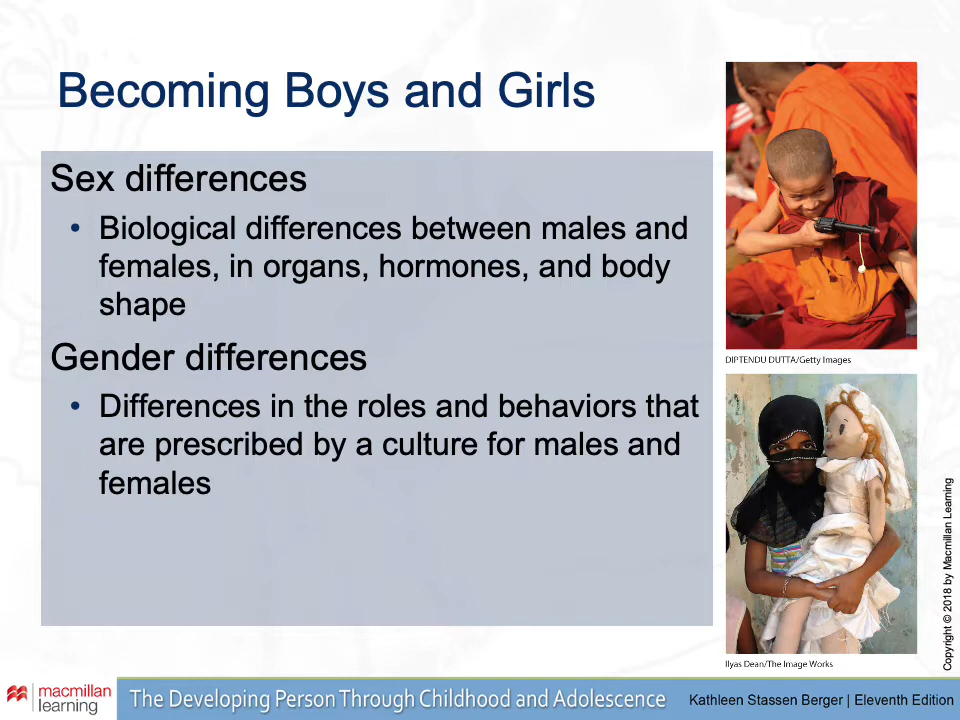 Becoming Boys and Girls
Sex differences
• Biological differences between males and
females, in organs, hormones, and body
shape
Gender differences
• Differences in the roles and behaviors that
are prescribed by a culture for males and
females
DIPTENDU DUTTA/Getty Images
Ilyas Dean/The Image Works
Copyright © 2018 by Macmillan Learning
macmillan
learning
The Developing Person Through Childhood and Adolescence
Kathleen Stassen Berger | Eleventh Edition